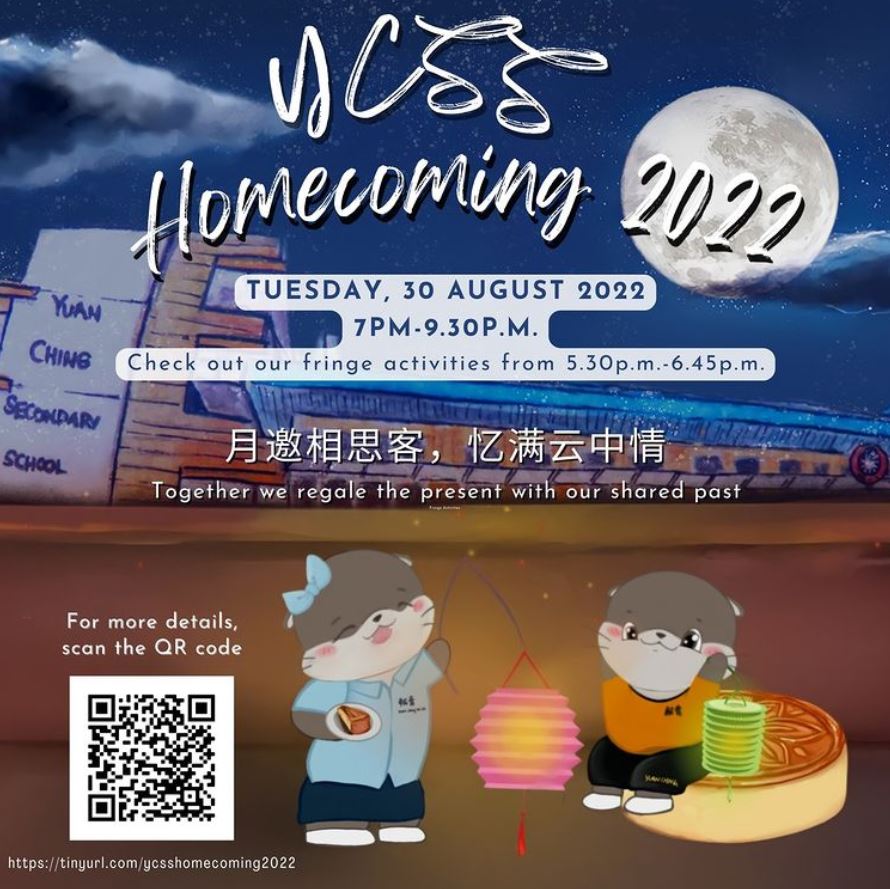 YCSS
Homecoming 2022
TUESDAY, 30 AUGUST 2022
7PM-9.30P.M.
Check out our fringe activities from 5.30p.m.-6.45p.m.
YUAN
CHING
SECONDARY
SCHOOL
月邀相思客，忆满云中情
Together we regale the present with our shared past
Fringe Activities
For more details,
scan the QR code
YUAN CHING
https://tinyurl.com/ycsshomecoming2022